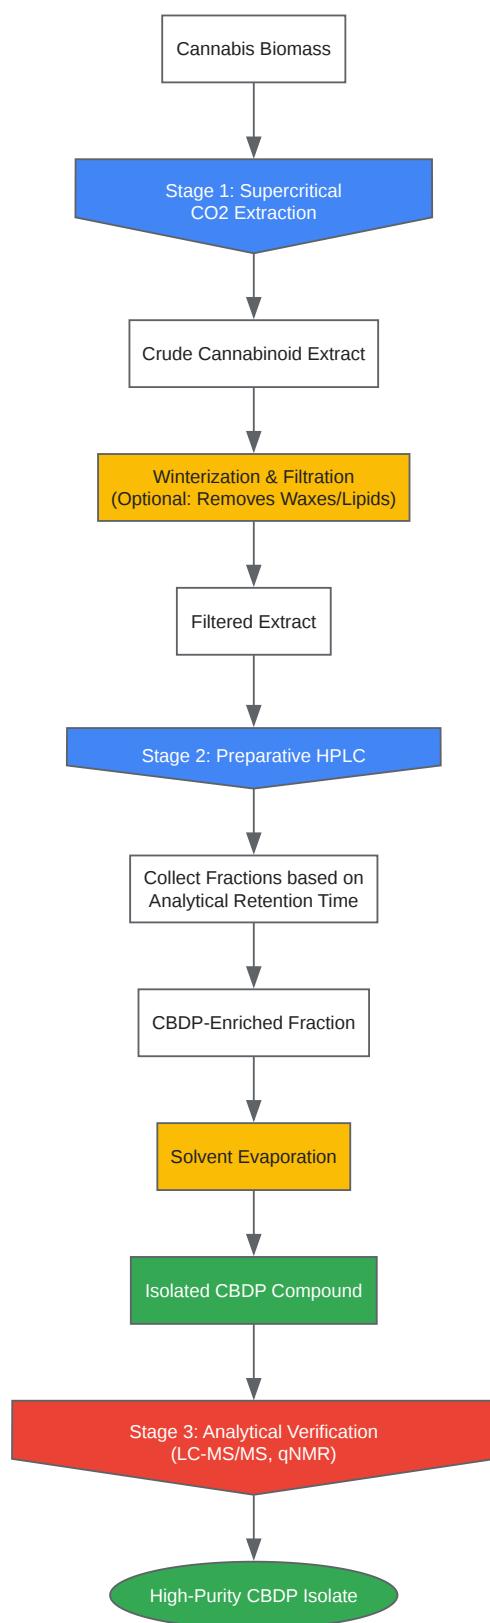 Cannabis Biomass
Stage 1: Supercritical
CO2 Extraction
Crude Cannabinoid Extract
Winterization & Filtration
(Optional: Removes Waxes/Lipids)
Filtered Extract
Stage 2: Preparative HPLC
Collect Fractions based on
Analytical Retention Time
CBDP-Enriched Fraction
Solvent Evaporation
Isolated CBDP Compound
Stage 3: Analytical Verification
(LC-MS/MS, qNMR)
High-Purity CBDP Isolate